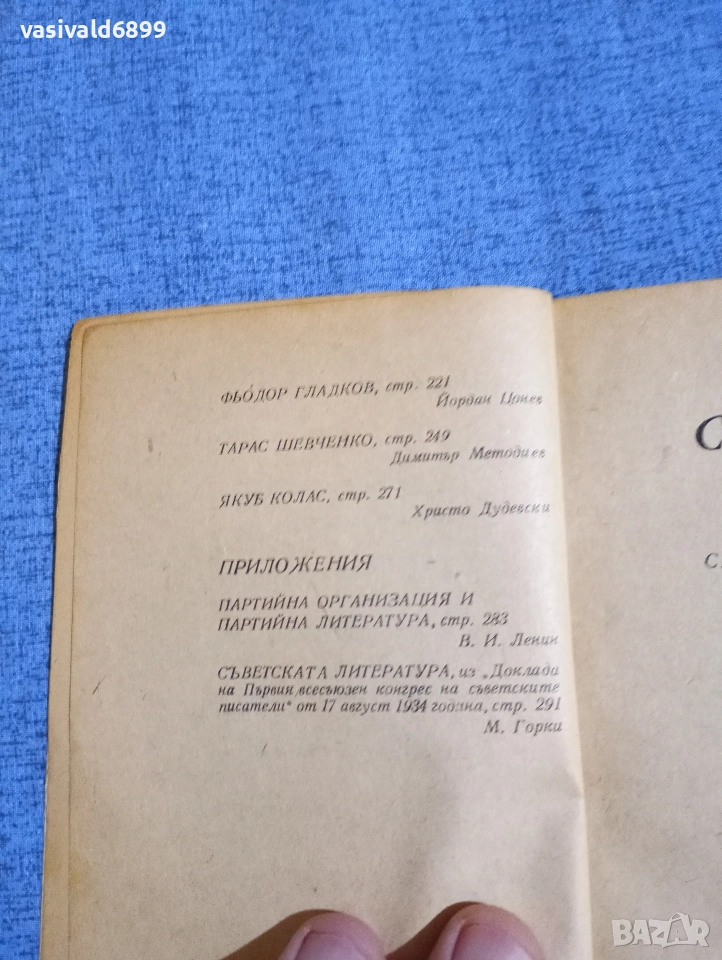 vasivald6899
ФЬОДОР ГЛАДКОВ, стр. 221
Йордан Цонев
ТАРАС ШЕВЧЕНКО, стр. 249
Димитър Методиев
ЯКУБ КОЛАС, стр. 271
Христо Дудевски
ПРИЛОЖЕНИЯ
ПАРТИЙНА ОРГАНИЗАЦИЯ И
ПАРТИЙНА ЛИТЕРАТУРА, стр. 283
В. И. Ленин
СЪВЕТСКАТА ЛИТЕРАТУРА, из „Доклада
на Първия всесъюзен конгрес на съветските
писатели" от 17 август 1934 година, стр. 291
М. Горки
С
С
BAZAR